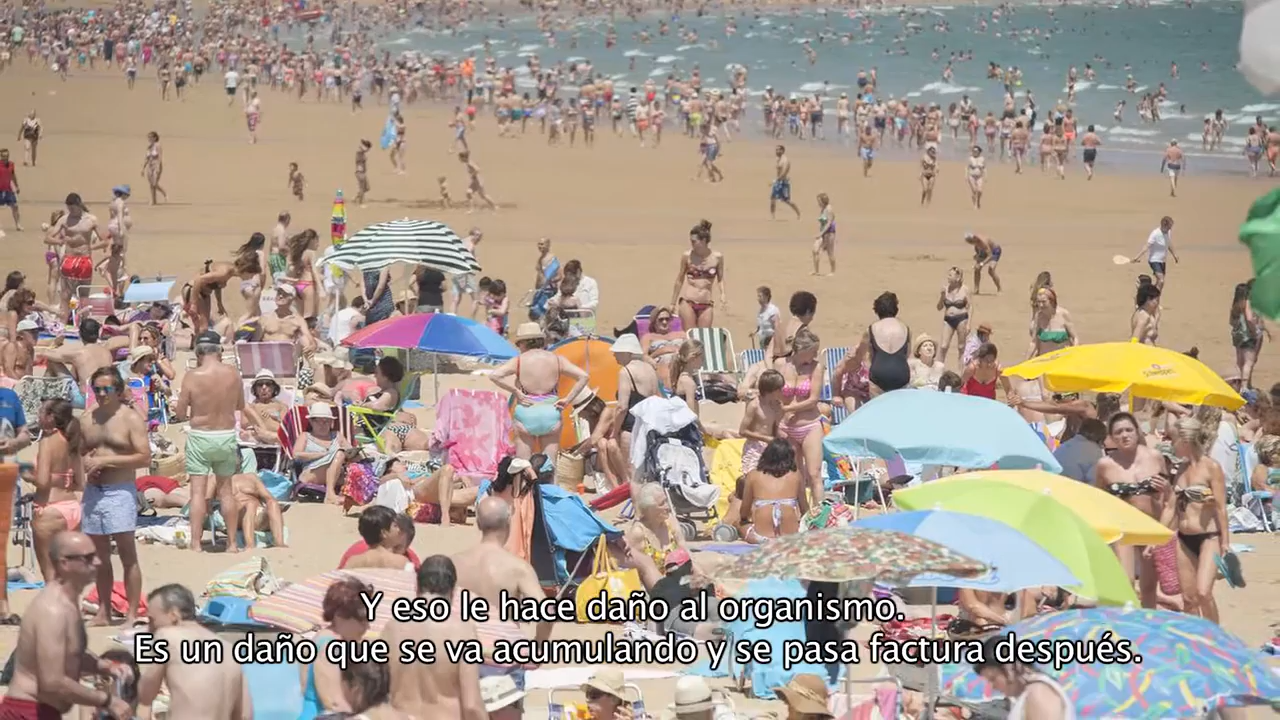 Y eso le hace daño al organismo.
Es un daño que se va acumulando y se pasa factura después.